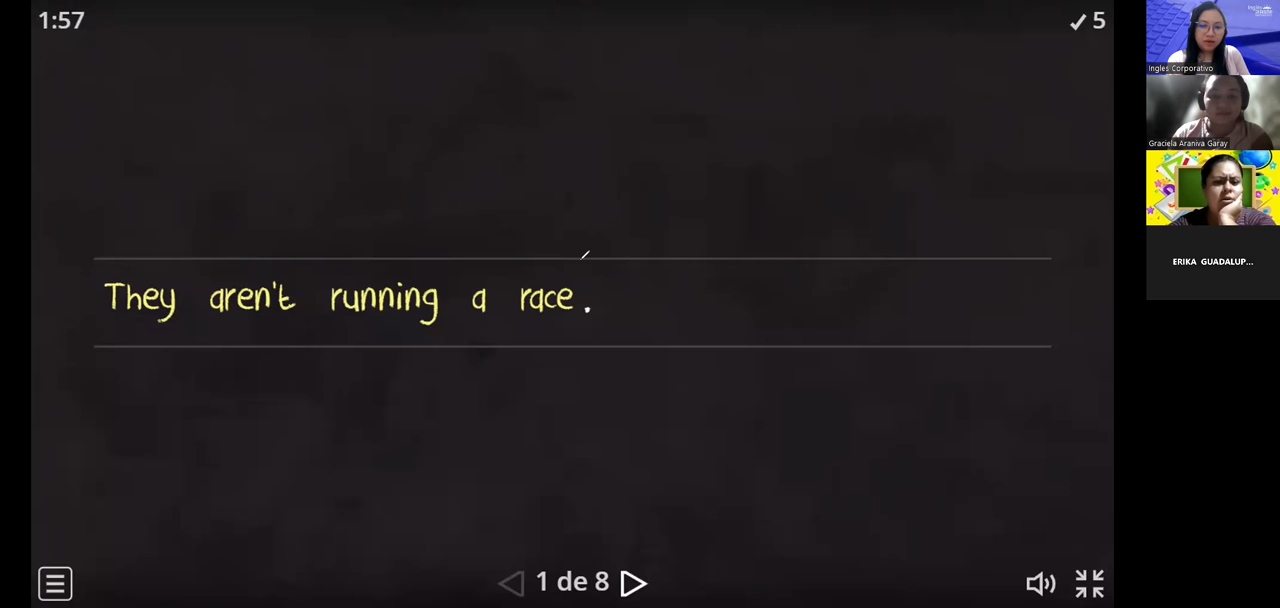 1:57
✓ 5
They aren't running a race.
1 de 8
Ingles Corporativo
Graciela Araniva Garay
ERIKA GUADALUP...